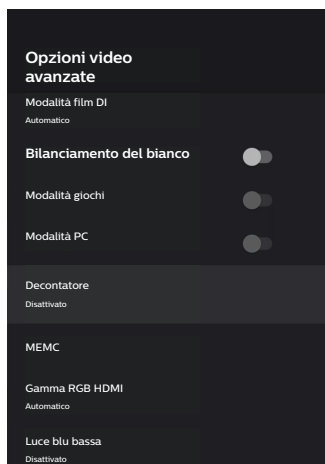 Opzioni video
avanzate
Modalità film DI
Automatico
Bilanciamento del bianco
Modalità giochi
Modalità PC
Decontatore
Disattivato
MEMC
Gamma RGB HDMI
Automatico
Luce blu bassa
Disattivato